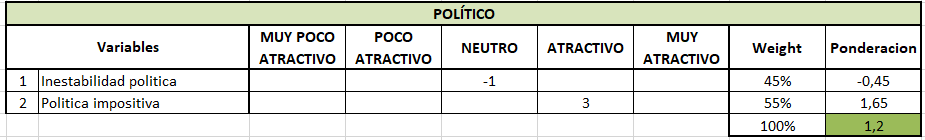 POLÍTICO
Variables MUY POCO ATRACTIVO POCO ATRACTIVO NEUTRO ATRACTIVO MUY ATRACTIVO Weight Ponderacion
1 Inestabilidad politica -1 45% -0,45
2 Politica impositiva 3 55% 1,65
100% 1,2